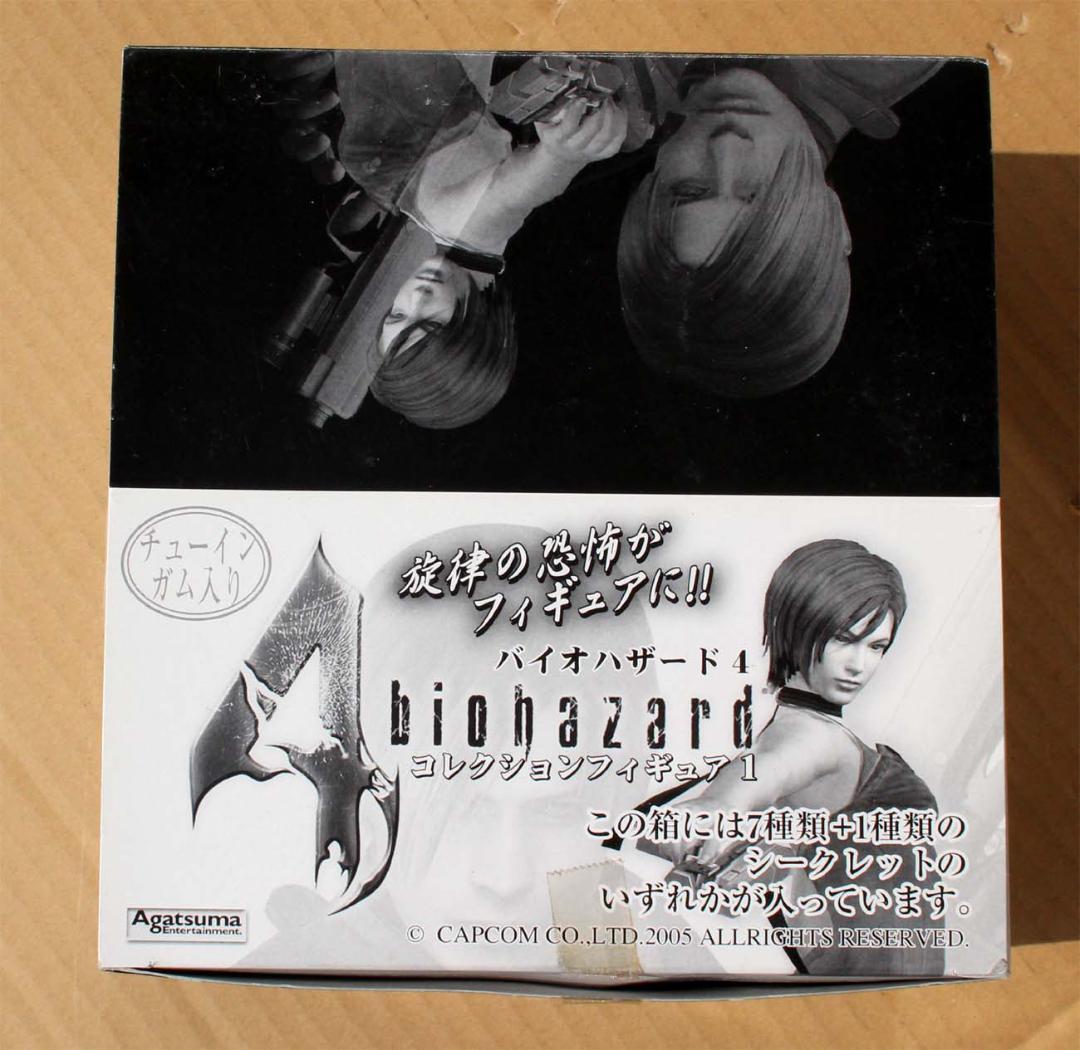 チューイン
ガム入り
旋律の恐怖が
フィギュアに!!
バイオハザード 4
4
biohazard
コレクションフィギュア 1
この箱には7種類+1種類の
シークレットの
いずれかが入っています。
Agatsuma
Entertainment.
© CAPCOM CO.,LTD.2005 ALLRIGHTS RESERVED.